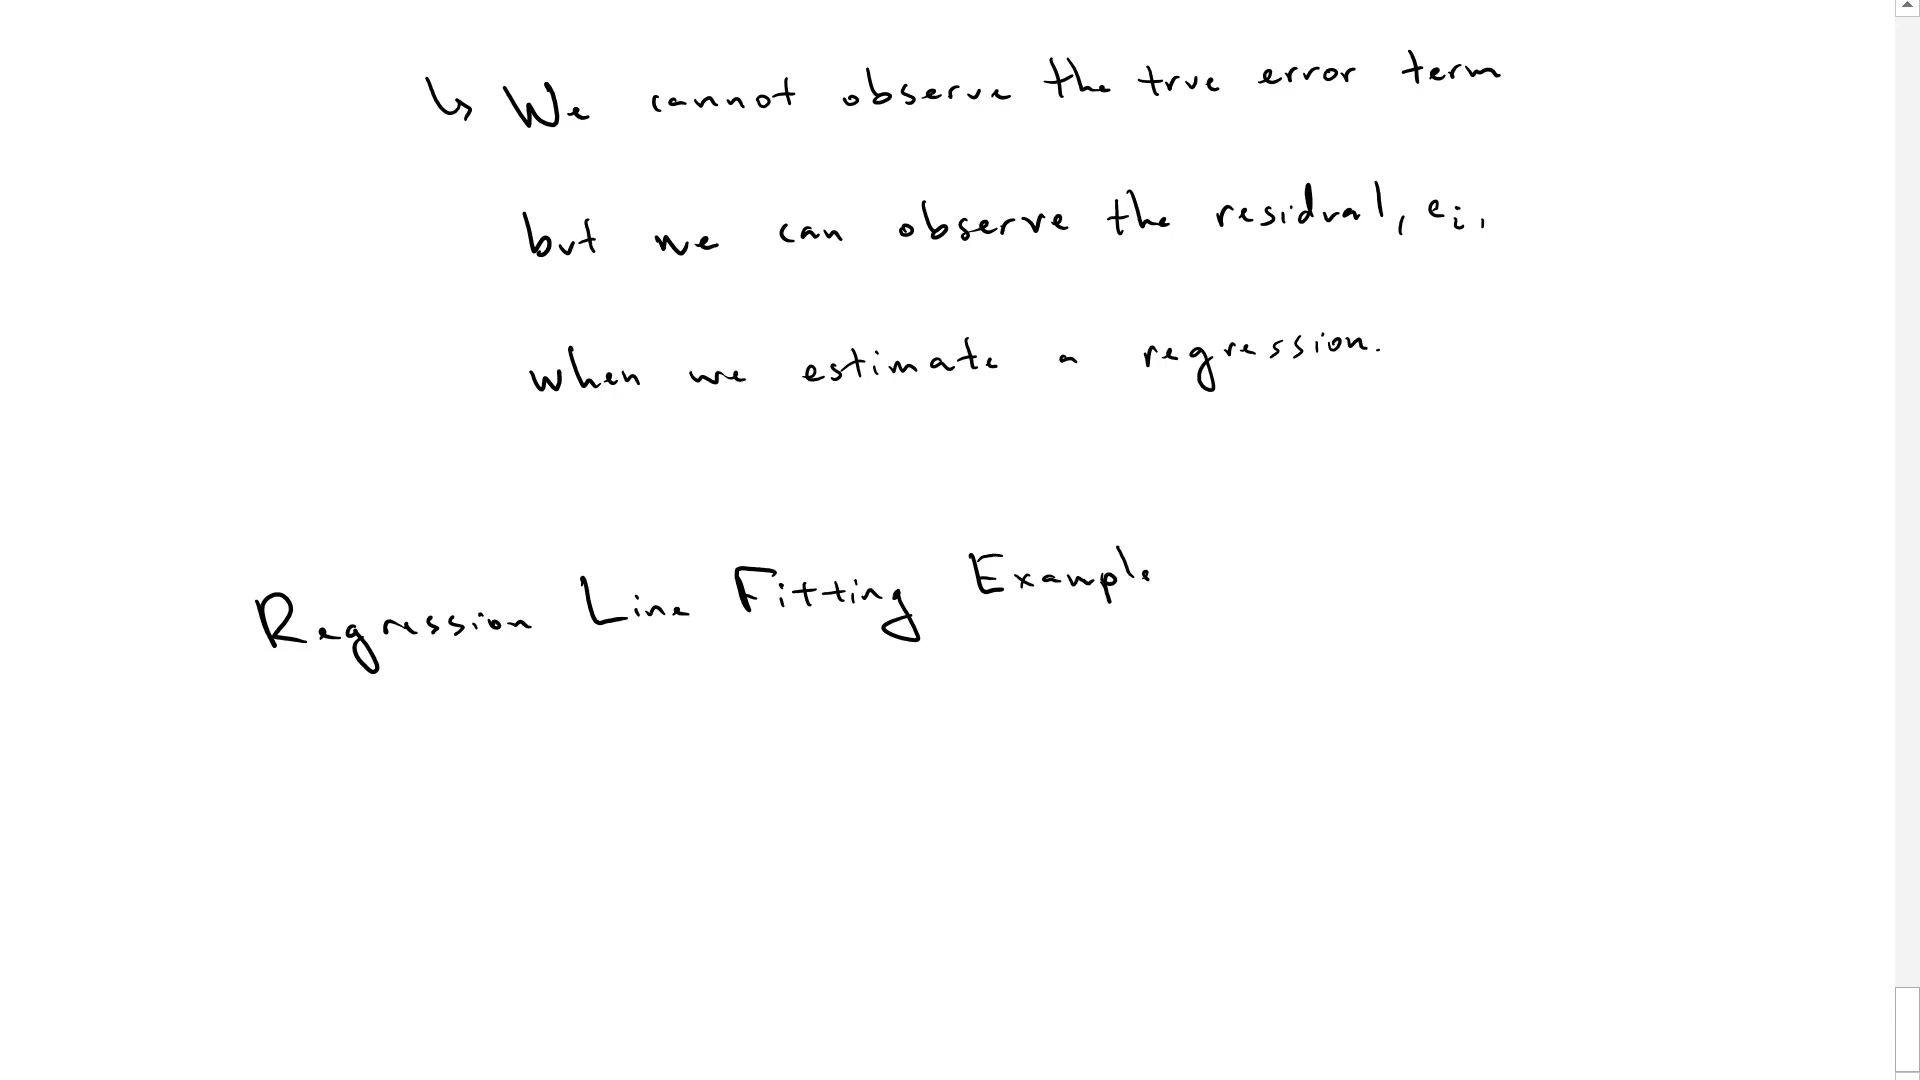 ↳ We cannot observe the true error term
but we can observe the residual, eᵢ,
when we estimate a regression.
Regression Line Fitting Example